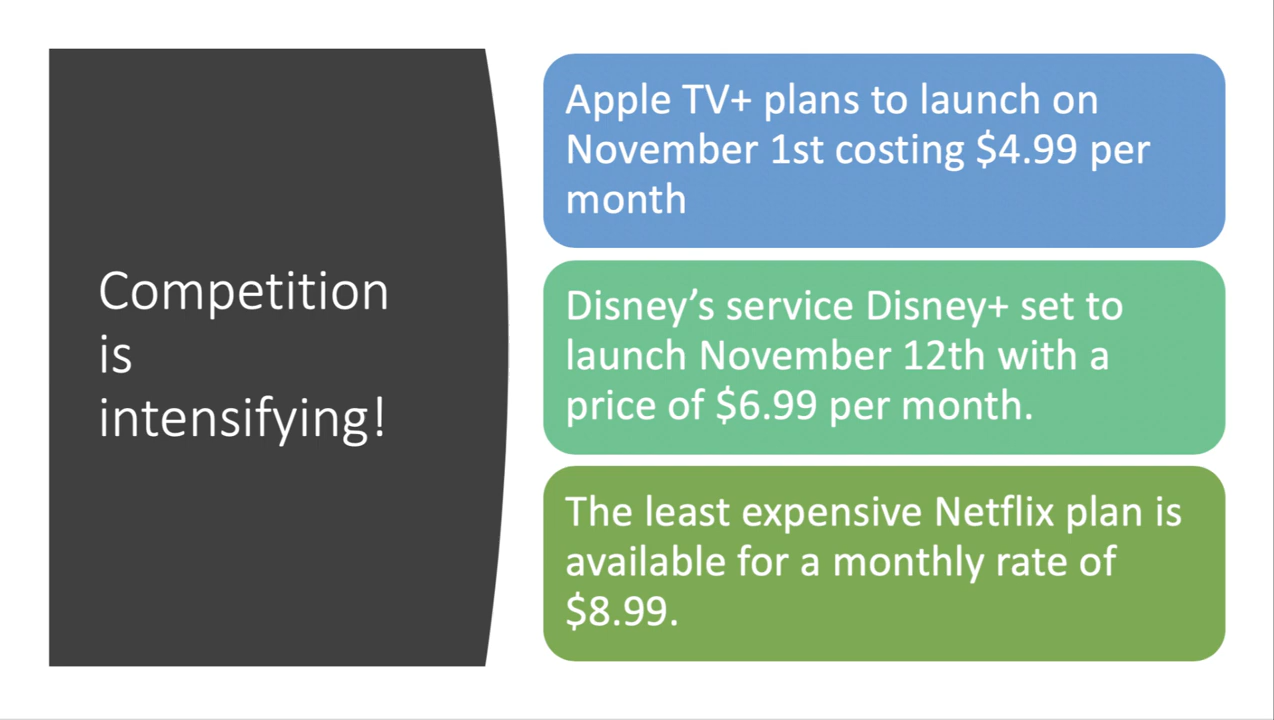 Competition
is
intensifying!
Apple TV+ plans to launch on
November 1st costing $4.99 per
month
Disney’s service Disney+ set to
launch November 12th with a
price of $6.99 per month.
The least expensive Netflix plan is
available for a monthly rate of
$8.99.